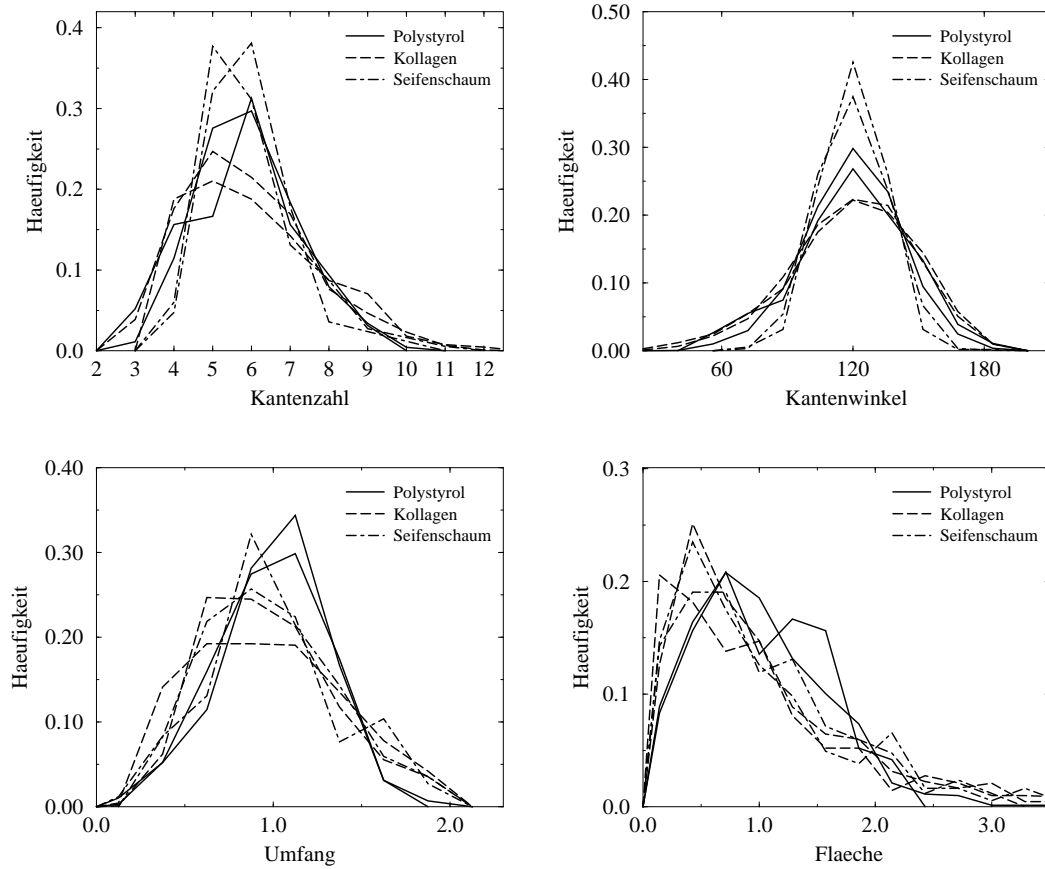 0.4
0.3
0.2
0.1
0.0
Haeufigkeit
Polystyrol
Kollagen
Seifenschaum
2 3 4 5 6 7 8 9 10 11 12
Kantenzahl
0.50
0.40
0.30
0.20
0.10
0.00
Haeufigkeit
Polystyrol
Kollagen
Seifenschaum
60 120 180
Kantenwinkel
0.40
0.30
0.20
0.10
0.00
Haeufigkeit
Polystyrol
Kollagen
Seifenschaum
0.0 1.0 2.0
Umfang
0.3
0.2
0.1
0.0
Haeufigkeit
Polystyrol
Kollagen
Seifenschaum
0.0 1.0 2.0 3.0
Flaeche